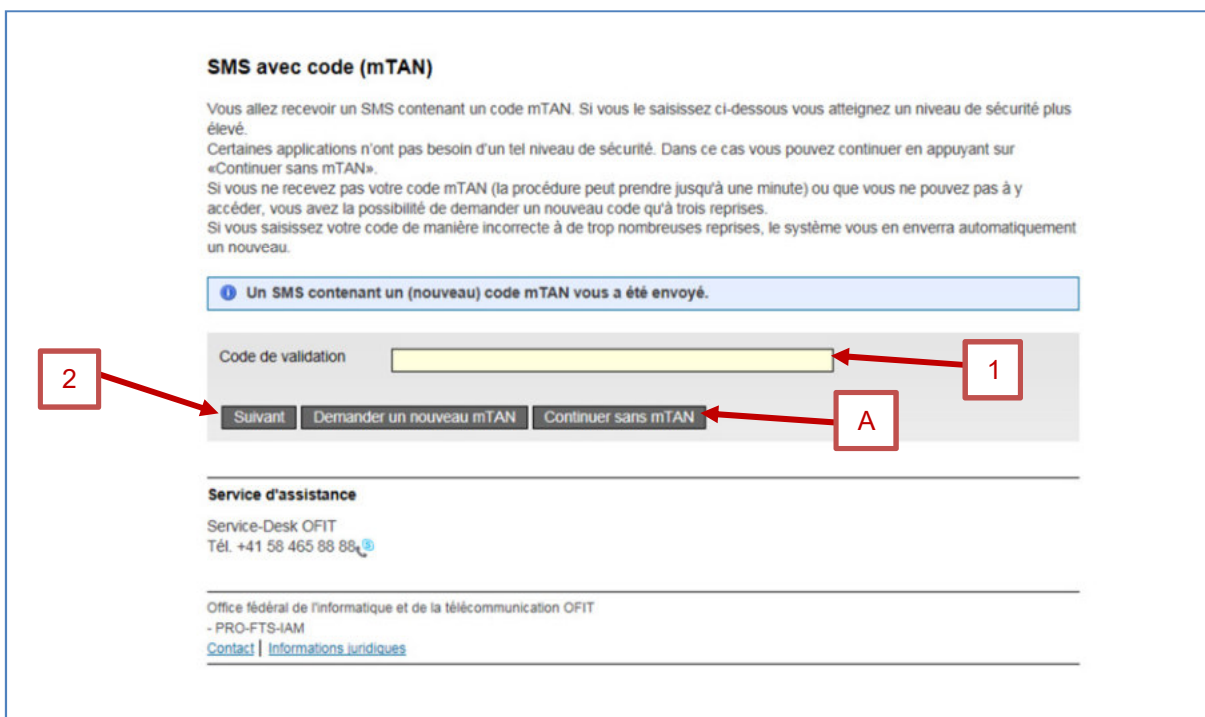 SMS avec code (mTAN)
Vous allez recevoir un SMS contenant un code mTAN. Si vous le saisissez ci-dessous vous atteignez un niveau de sécurité plus
élevé.
Certaines applications n'ont pas besoin d'un tel niveau de sécurité. Dans ce cas vous pouvez continuer en appuyant sur
«Continuer sans mTAN».
Si vous ne recevez pas votre code mTAN (la procédure peut prendre jusqu'à une minute) ou que vous ne pouvez pas à y
accéder, vous avez la possibilité de demander un nouveau code qu'à trois reprises.
Si vous saisissez votre code de manière incorrecte à de trop nombreuses reprises, le système vous en enverra automatiquement
un nouveau.
Un SMS contenant un (nouveau) code mTAN vous a été envoyé.
Code de validation
1
2
Suivant Demander un nouveau mTAN Continuer sans mTAN
A
Service d'assistance
Service-Desk OFIT
Tél. +41 58 465 88 88
Office fédéral de l'informatique et de la télécommunication OFIT
- PRO-FTS-IAM
Contact | Informations juridiques